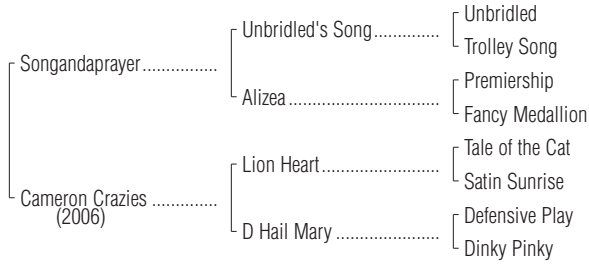 Unbridled
Unbridled's Song..............
Trolley Song
Songandaprayer................
Premiership
Alizea................................
Fancy Medallion
Tale of the Cat
Lion Heart.........................
Satin Sunrise
Cameron Crazies..............
(2006)
Defensive Play
D Hail Mary......................
Dinky Pinky